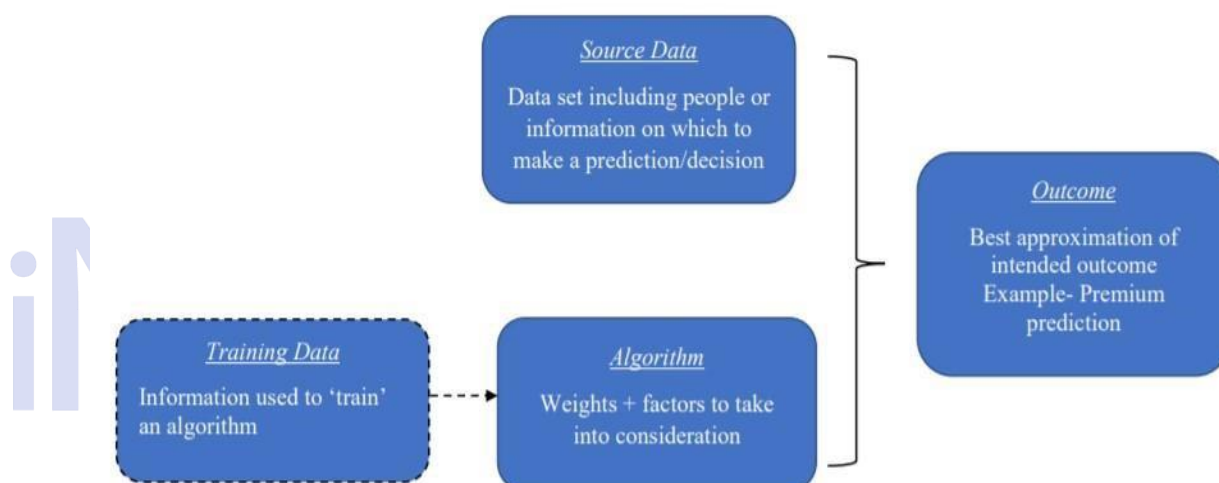 Source Data
Data set including people or
information on which to
make a prediction/decision
Outcome
Best approximation of
intended outcome
Example- Premium
prediction
Training Data
Information used to ‘train’
an algorithm
Algorithm
Weights + factors to take
into consideration